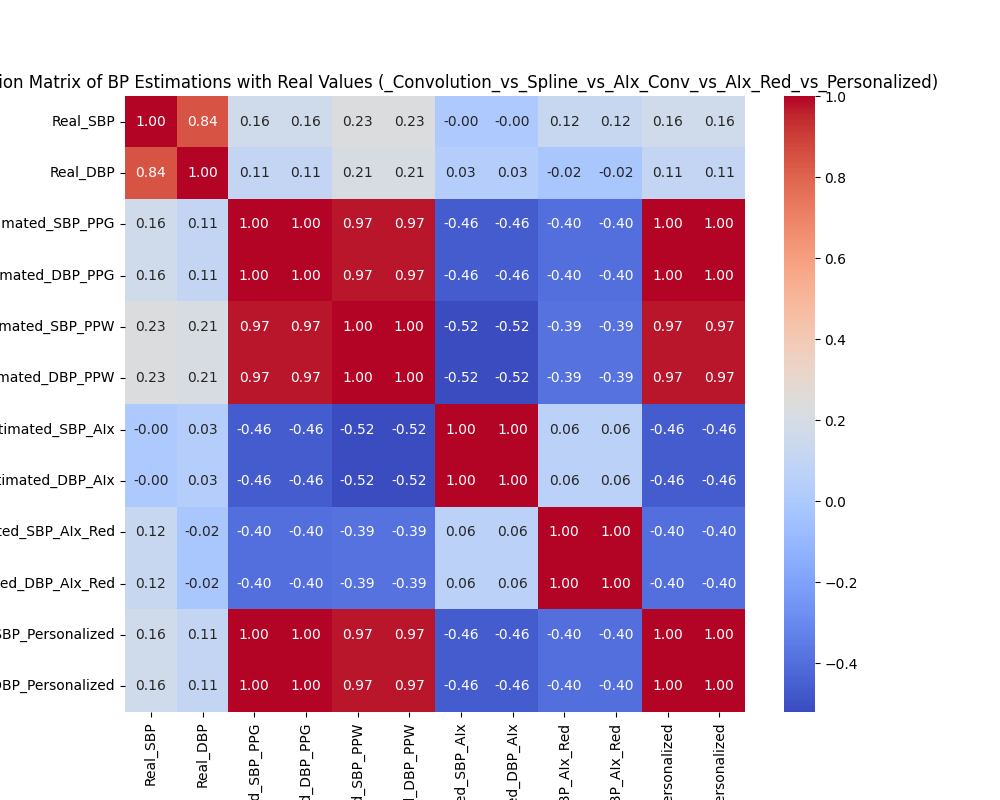 ion Matrix of BP Estimations with Real Values (_Convolution_vs_Spline_vs_AIx_Conv_vs_AIx_Red_vs_Personalized)
Real_SBP 1.00 0.84 0.16 0.16 0.23 0.23 -0.00 -0.00 0.12 0.12 0.16 0.16
Real_DBP 0.84 1.00 0.11 0.11 0.21 0.21 0.03 0.03 -0.02 -0.02 0.11 0.11
mated_SBP_PPG 0.16 0.11 1.00 1.00 0.97 0.97 -0.46 -0.46 -0.40 -0.40 1.00 1.00
mated_DBP_PPG 0.16 0.11 1.00 1.00 0.97 0.97 -0.46 -0.46 -0.40 -0.40 1.00 1.00
mated_SBP_PPW 0.23 0.21 0.97 0.97 1.00 1.00 -0.52 -0.52 -0.39 -0.39 0.97 0.97
mated_DBP_PPW 0.23 0.21 0.97 0.97 1.00 1.00 -0.52 -0.52 -0.39 -0.39 0.97 0.97
timated_SBP_AIx -0.00 0.03 -0.46 -0.46 -0.52 -0.52 1.00 1.00 0.06 0.06 -0.46 -0.46
timated_DBP_AIx -0.00 0.03 -0.46 -0.46 -0.52 -0.52 1.00 1.00 0.06 0.06 -0.46 -0.46
ted_SBP_AIx_Red 0.12 -0.02 -0.40 -0.40 -0.39 -0.39 0.06 0.06 1.00 1.00 -0.40 -0.40
ed_DBP_AIx_Red 0.12 -0.02 -0.40 -0.40 -0.39 -0.39 0.06 0.06 1.00 1.00 -0.40 -0.40
SBP_Personalized 0.16 0.11 1.00 1.00 0.97 0.97 -0.46 -0.46 -0.40 -0.40 1.00 1.00
DBP_Personalized 0.16 0.11 1.00 1.00 0.97 0.97 -0.46 -0.46 -0.40 -0.40 1.00 1.00
Real_SBP
Real_DBP
d_SBP_PPG
d_DBP_PPG
d_SBP_PPW
d_DBP_PPW
ed_SBP_AIx
ed_DBP_AIx
BP_AIx_Red
BP_AIx_Red
ersonalized
ersonalized
1.0
0.8
0.6
0.4
0.2
0.0
−0.2
−0.4